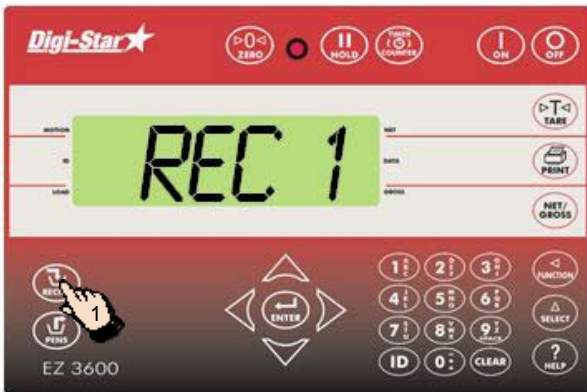 Digi-Star
▷0◁ ZERO
HOLD
TIMER COUNTER
ON
OFF
▷T◁
TARE
MOTION
NET
REC 1
ID
DATA
PRINT
LOAD
GROSS
NET/
GROSS
1
2
3
FUNCTION
1
4
5
6
ENTER
SELECT
PENS
7
8
9
SPACE
EZ 3600
ID
0
CLEAR
?
HELP